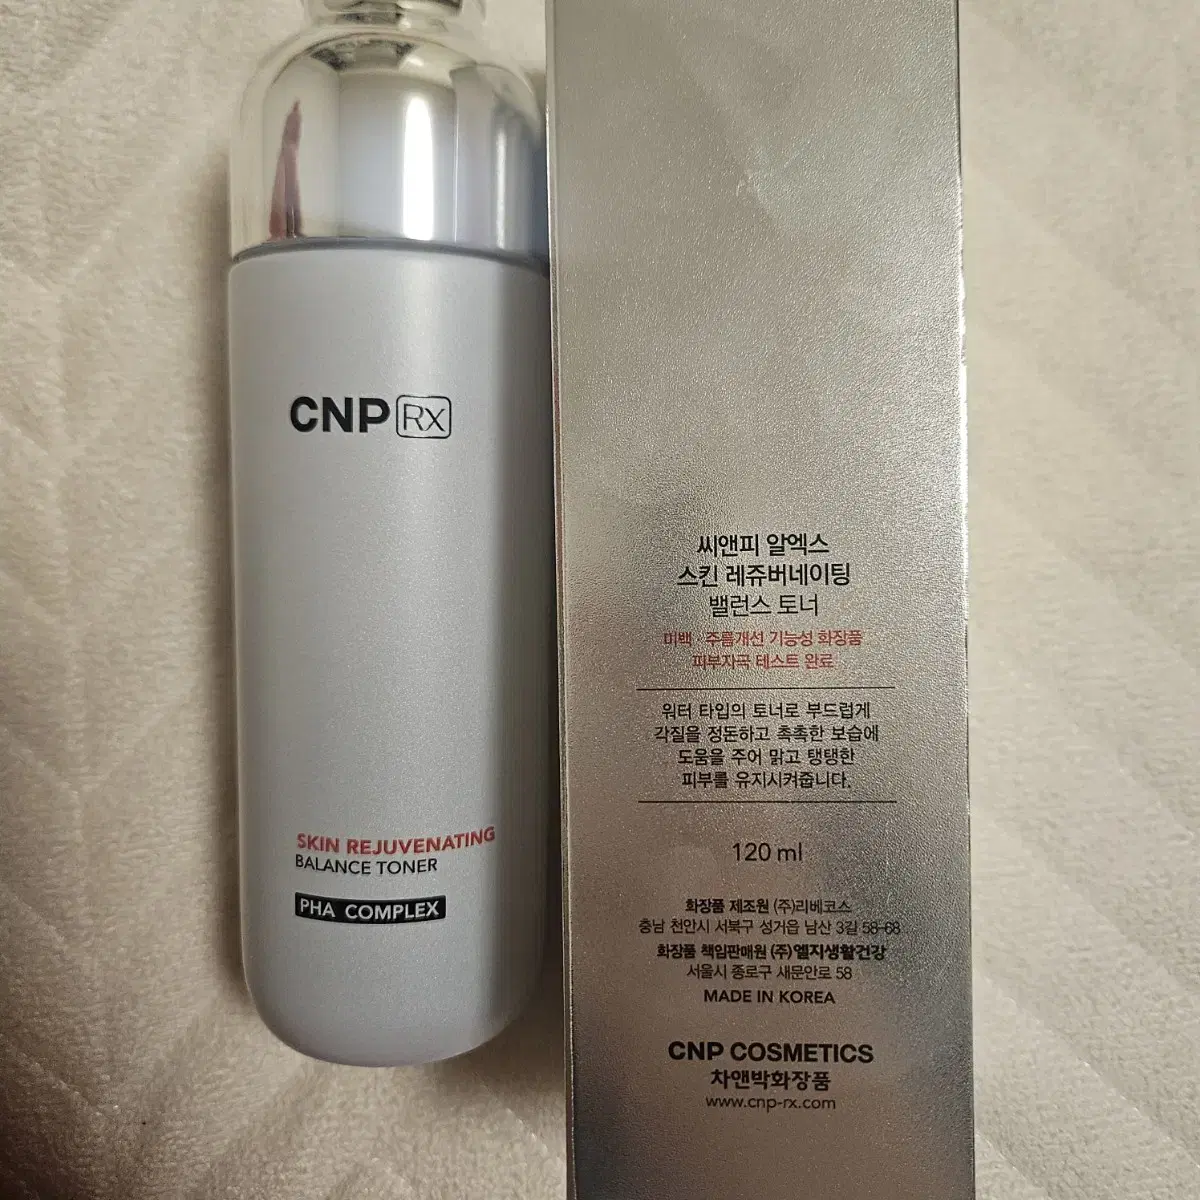 CNP Rx
SKIN REJUVENATING
BALANCE TONER
PHA COMPLEX
씨앤피 알엑스
스킨 레쥬버네이팅
밸런스 토너
미백 · 주름개선 기능성 화장품
피부자극 테스트 완료
워터 타입의 토너로 부드럽게
각질을 정돈하고 촉촉한 보습에
도움을 주어 맑고 탱탱한
피부를 유지시켜줍니다.
120 ml
화장품 제조원 (주)리베코스
충남 천안시 서북구 성거읍 남산 3길 58-68
화장품 책임판매원 (주)엘지생활건강
서울시 종로구 새문안로 58
MADE IN KOREA
CNP COSMETICS
차앤박화장품
www.cnp-rx.com